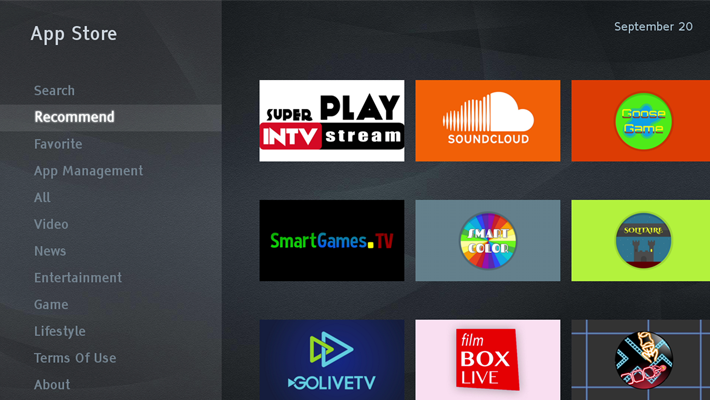 App Store
September 20
Search
Recommend
Favorite
App Management
All
Video
News
Entertainment
Game
Lifestyle
Terms Of Use
About
SUPER PLAY
INTV stream
SOUNDCLOUD
Goose
Game
SmartGames.TV
SMART
COLOR
SOLITAIRE
GOLIVETV
film
BOX
LIVE